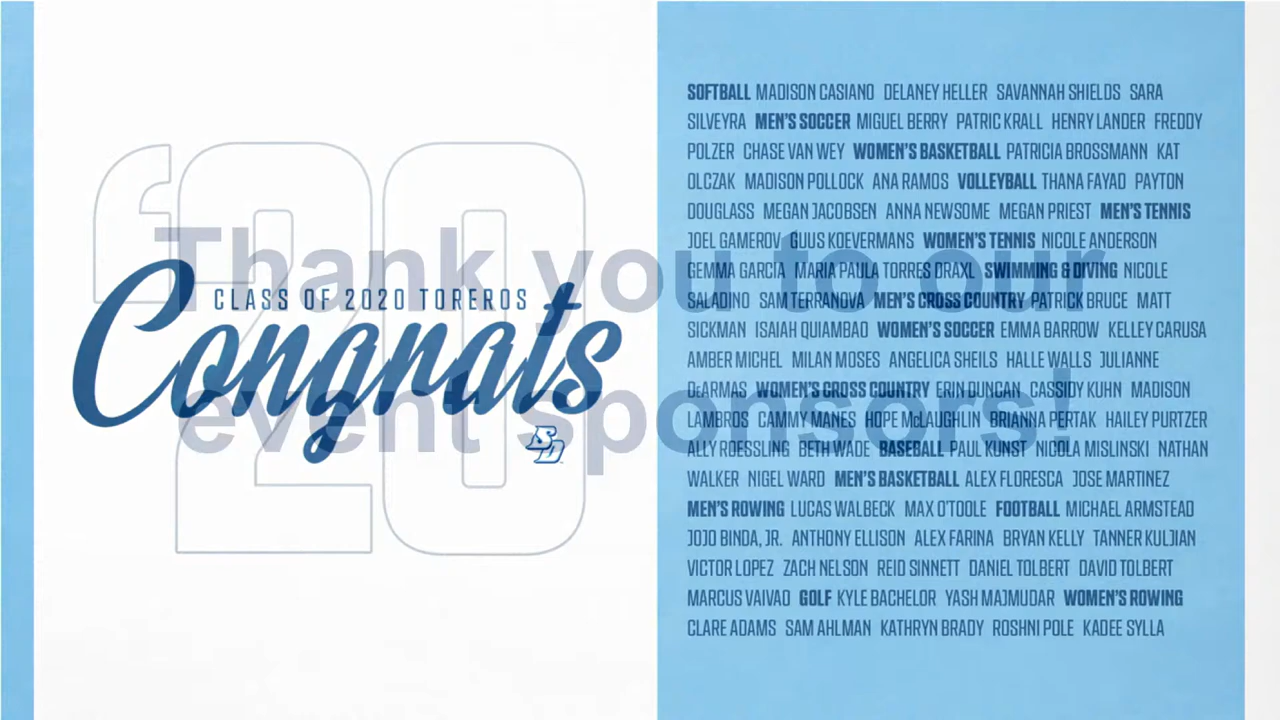 '20
CLASS OF 2020 TOREROS
Congrats
SD
Thank you to our
event sponsors!
SOFTBALL MADISON CASIANO DELANEY HELLER SAVANNAH SHIELDS SARA
SILVEYRA MEN'S SOCCER MIGUEL BERRY PATRIC KRALL HENRY LANDER FREDDY
POLZER CHASE VAN WEY WOMEN'S BASKETBALL PATRICIA BROSSMANN KAT
OLCZAK MADISON POLLOCK ANA RAMOS VOLLEYBALL THANA FAYAD PAYTON
DOUGLASS MEGAN JACOBSEN ANNA NEWSOME MEGAN PRIEST MEN'S TENNIS
JOEL GAMEROV GUUS KOEVERMANS WOMEN'S TENNIS NICOLE ANDERSON
GEMMA GARCIA MARIA PAULA TORRES DRAXL SWIMMING & DIVING NICOLE
SALADINO SAM TERRANOVA MEN'S CROSS COUNTRY PATRICK BRUCE MATT
SICKMAN ISAIAH QUIAMBAO WOMEN'S SOCCER EMMA BARROW KELLEY CARUSA
AMBER MICHEL MILAN MOSES ANGELICA SHEILS HALLE WALLS JULIANNE
DeARMAS WOMEN'S CROSS COUNTRY ERIN DUNCAN CASSIDY KUHN MADISON
LAMBROS CAMMY MANES HOPE McLAUGHLIN BRIANNA PERTAK HAILEY PURTZER
ALLY ROESSLING BETH WADE BASEBALL PAUL KUNST NICOLA MISLINSKI NATHAN
WALKER NIGEL WARD MEN'S BASKETBALL ALEX FLORESCA JOSE MARTINEZ
MEN'S ROWING LUCAS WALBECK MAX O'TOOLE FOOTBALL MICHAEL ARMSTEAD
JOJO BINDA, JR. ANTHONY ELLISON ALEX FARINA BRYAN KELLY TANNER KULJIAN
VICTOR LOPEZ ZACH NELSON REID SINNETT DANIEL TOLBERT DAVID TOLBERT
MARCUS VAIVAO GOLF KYLE BACHELOR YASH MAJMUDAR WOMEN'S ROWING
CLARE ADAMS SAM AHLMAN KATHRYN BRADY ROSHNI POLE KADEE SYLLA